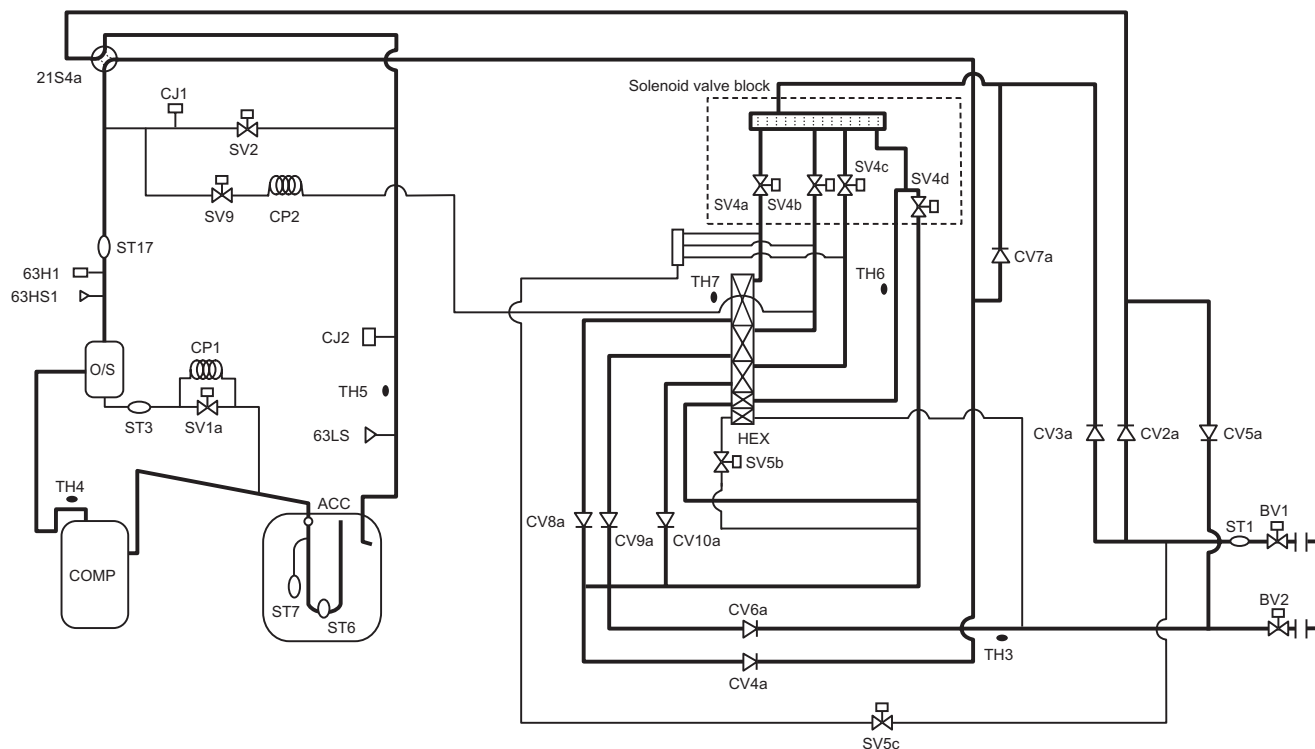 21S4a
CJ1
SV2
SV9
CP2
ST17
63H1
63HS1
O/S
CP1
ST3
SV1a
CJ2
TH5
63LS
TH4
COMP
ACC
ST7
ST6
Solenoid valve block
SV4a
SV4b
SV4c
SV4d
TH7
TH6
HEX
SV5b
CV7a
CV3a
CV2a
CV5a
CV8a
CV9a
CV10a
ST1
BV1
BV2
CV6a
CV4a
TH3
SV5c